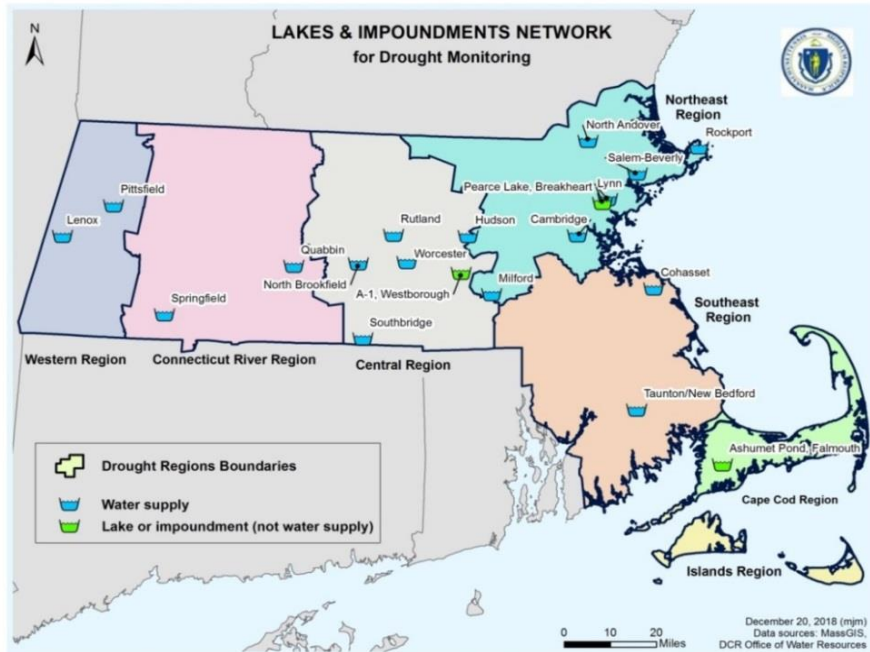 N
LAKES & IMPOUNDMENTS NETWORK
for Drought Monitoring
Northeast
Region
North Andover
Rockport
Salem-Beverly
Pearce Lake, Breakheart
Lynn
Pittsfield
Lenox
Rutland
Hudson
Cambridge
Quabbin
Worcester
North Brookfield
A-1, Westborough
Milford
Cohasset
Springfield
Southbridge
Southeast
Region
Western Region
Connecticut River Region
Central Region
Taunton/New Bedford
Ashumet Pond, Falmouth
Cape Cod Region
Islands Region
Drought Regions Boundaries
Water supply
Lake or impoundment (not water supply)
0 10 20
Miles
December 20, 2018 (mjm)
Data sources: MassGIS,
DCR Office of Water Resources